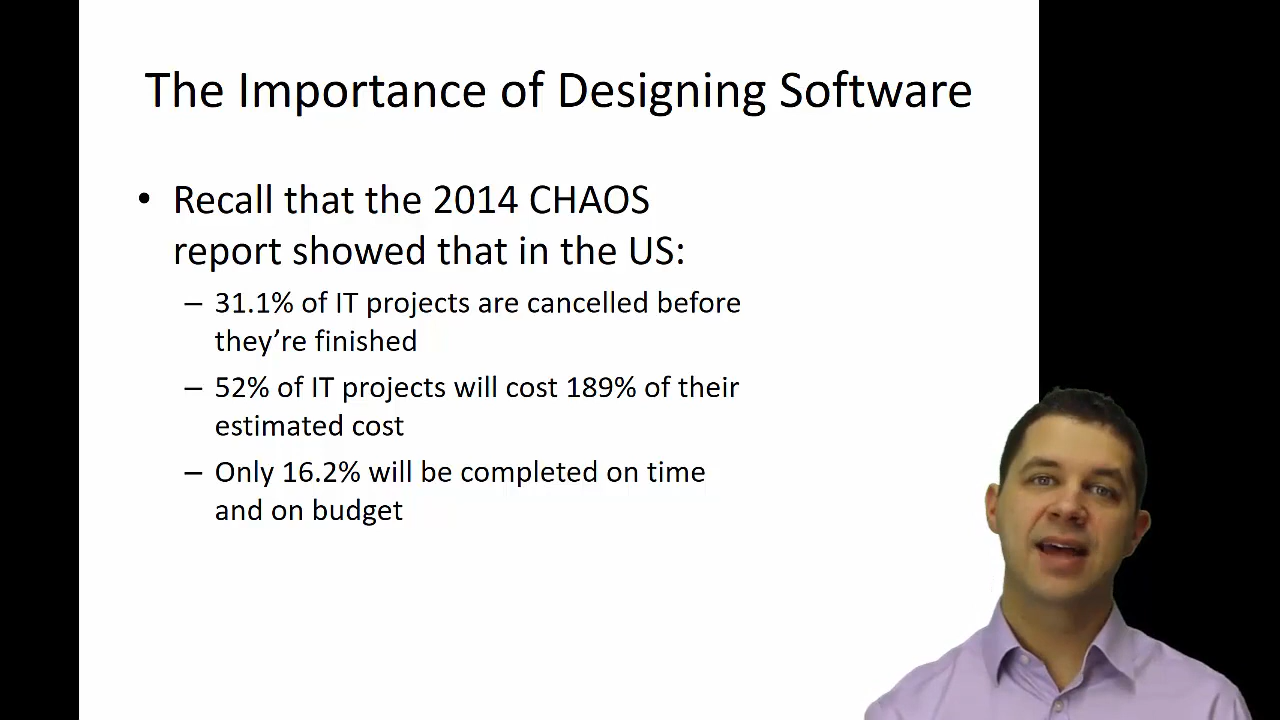 The Importance of Designing Software
• Recall that the 2014 CHAOS
report showed that in the US:
– 31.1% of IT projects are cancelled before
they’re finished
– 52% of IT projects will cost 189% of their
estimated cost
– Only 16.2% will be completed on time
and on budget